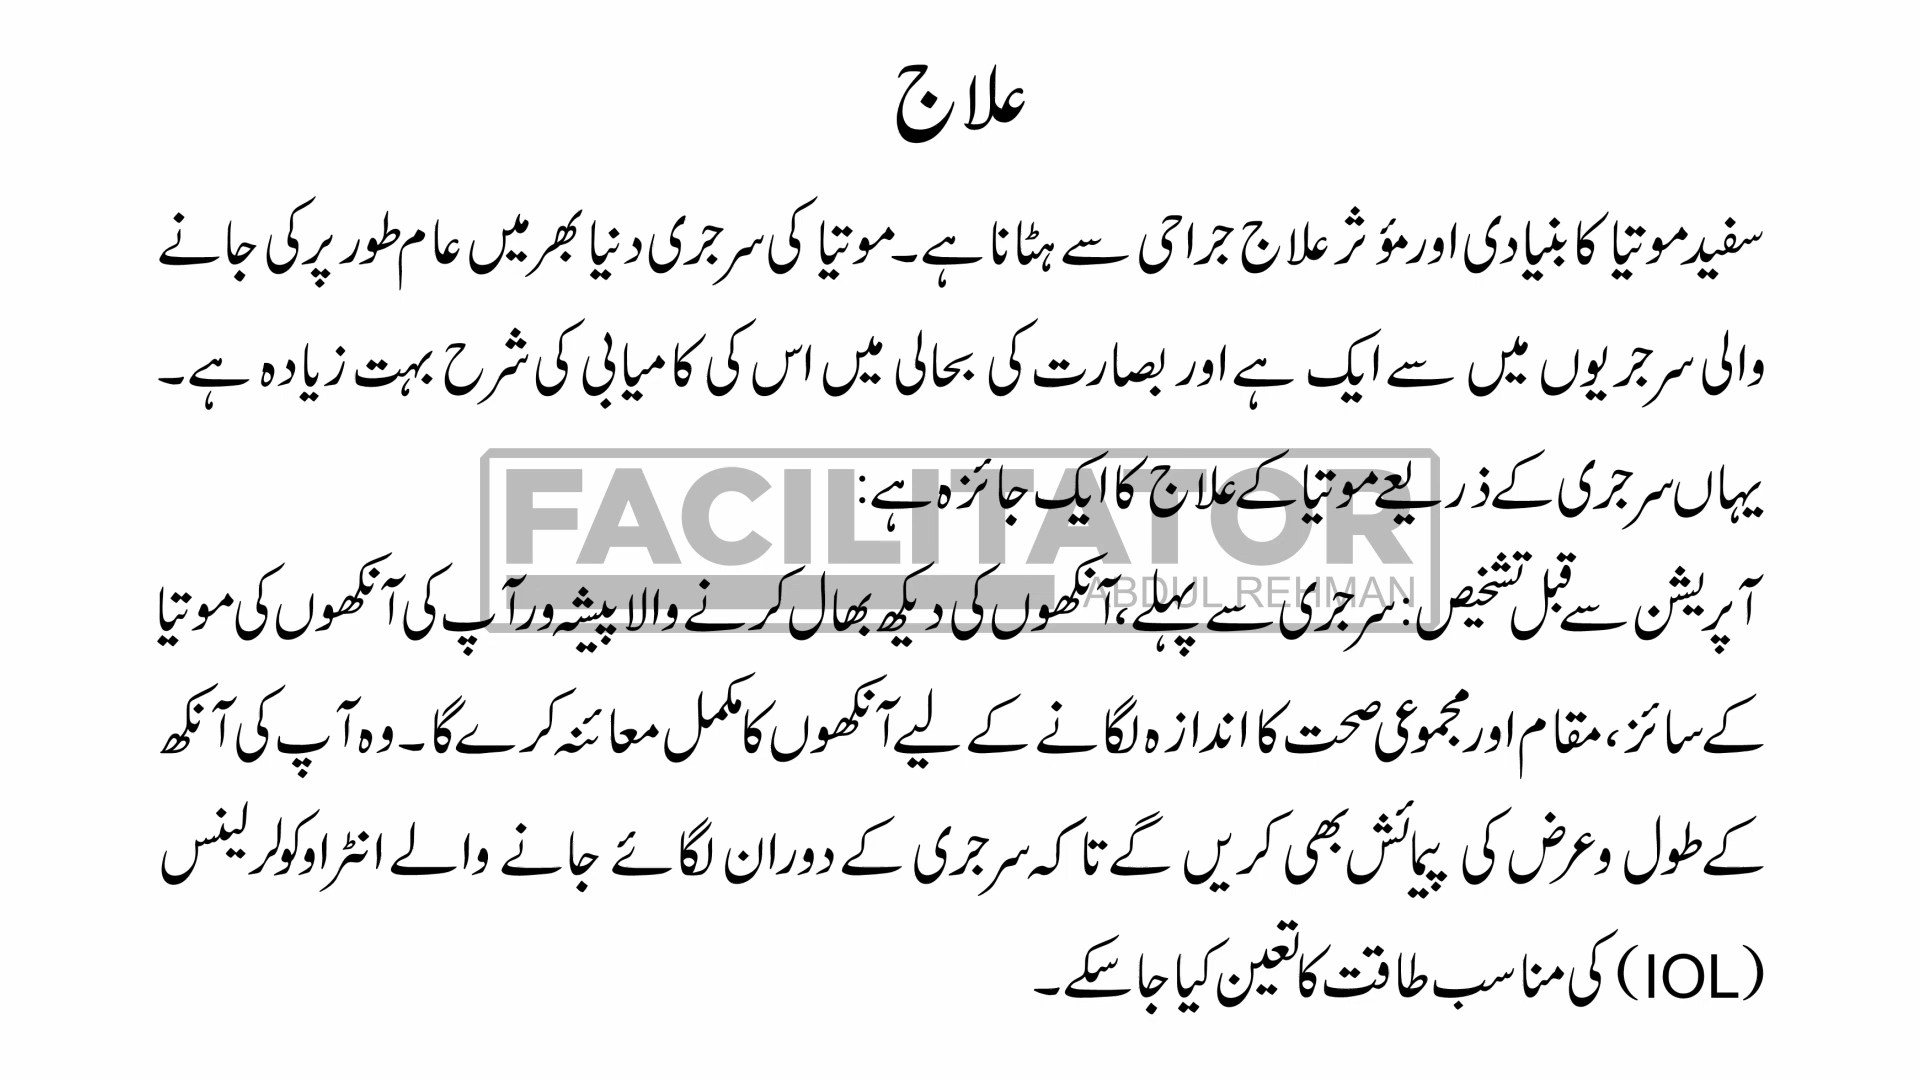 علاج
سفید موتیا کا بنیادی اور مؤثر علاج جراحی سے ہٹانا ہے۔ موتیا کی سرجری دنیا بھر میں عام طور پر کی جانے
والی سرجریوں میں سے ایک ہے اور بصارت کی بحالی میں اس کی کامیابی کی شرح بہت زیادہ ہے۔
یہاں سرجری کے ذریعے موتیا کے علاج کا ایک جائزہ ہے:
FACILITATOR
ABDUL REHMAN
آپریشن سے قبل تشخیص: سرجری سے پہلے، آنکھوں کی دیکھ بھال کرنے والا پیشہ ور آپ کی آنکھوں کی موتیا
کے سائز، مقام اور مجموعی صحت کا اندازہ لگانے کے لیے آنکھوں کا مکمل معائنہ کرے گا۔ وہ آپ کی آنکھ
کے طول و عرض کی پیمائش بھی کریں گے تاکہ سرجری کے دوران لگائے جانے والے انٹراوکولر لینس
(IOL) کی مناسب طاقت کا تعین کیا جا سکے۔